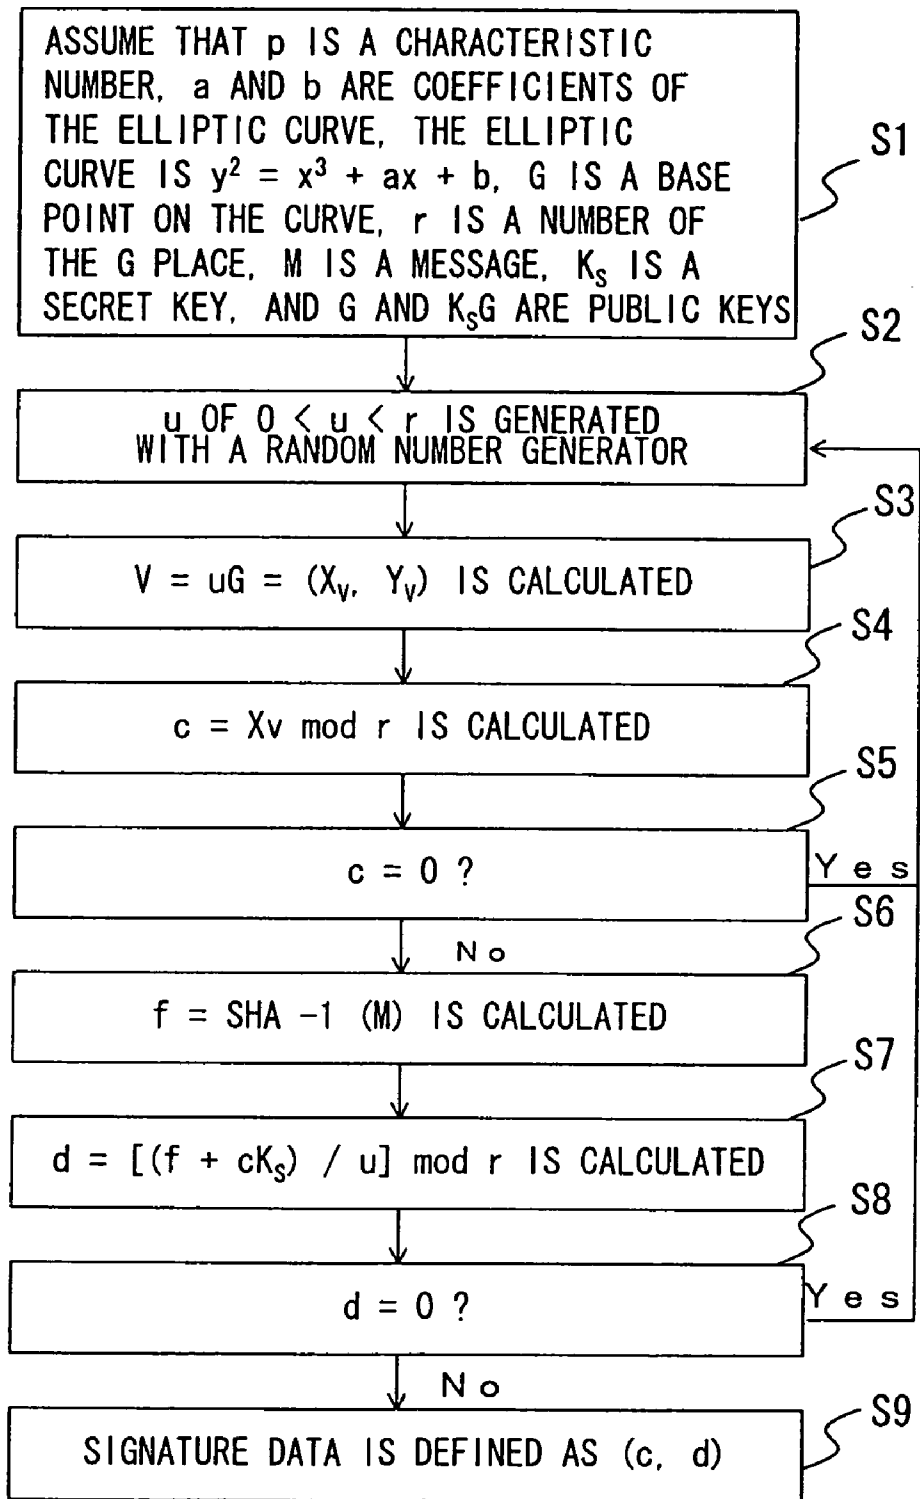 ASSUME THAT p IS A CHARACTERISTIC
NUMBER, a AND b ARE COEFFICIENTS OF
THE ELLIPTIC CURVE, THE ELLIPTIC
CURVE IS y² = x³ + ax + b, G IS A BASE
POINT ON THE CURVE, r IS A NUMBER OF
THE G PLACE, M IS A MESSAGE, Kₛ IS A
SECRET KEY, AND G AND KₛG ARE PUBLIC KEYS
S1
S2
u OF 0 < u < r IS GENERATED
WITH A RANDOM NUMBER GENERATOR
S3
V = uG = (Xᵥ, Yᵥ) IS CALCULATED
S4
c = Xv mod r IS CALCULATED
S5
c = 0 ?
Yes
No
S6
f = SHA -1 (M) IS CALCULATED
S7
d = [(f + cKₛ) / u] mod r IS CALCULATED
S8
d = 0 ?
Yes
No
S9
SIGNATURE DATA IS DEFINED AS (c, d)